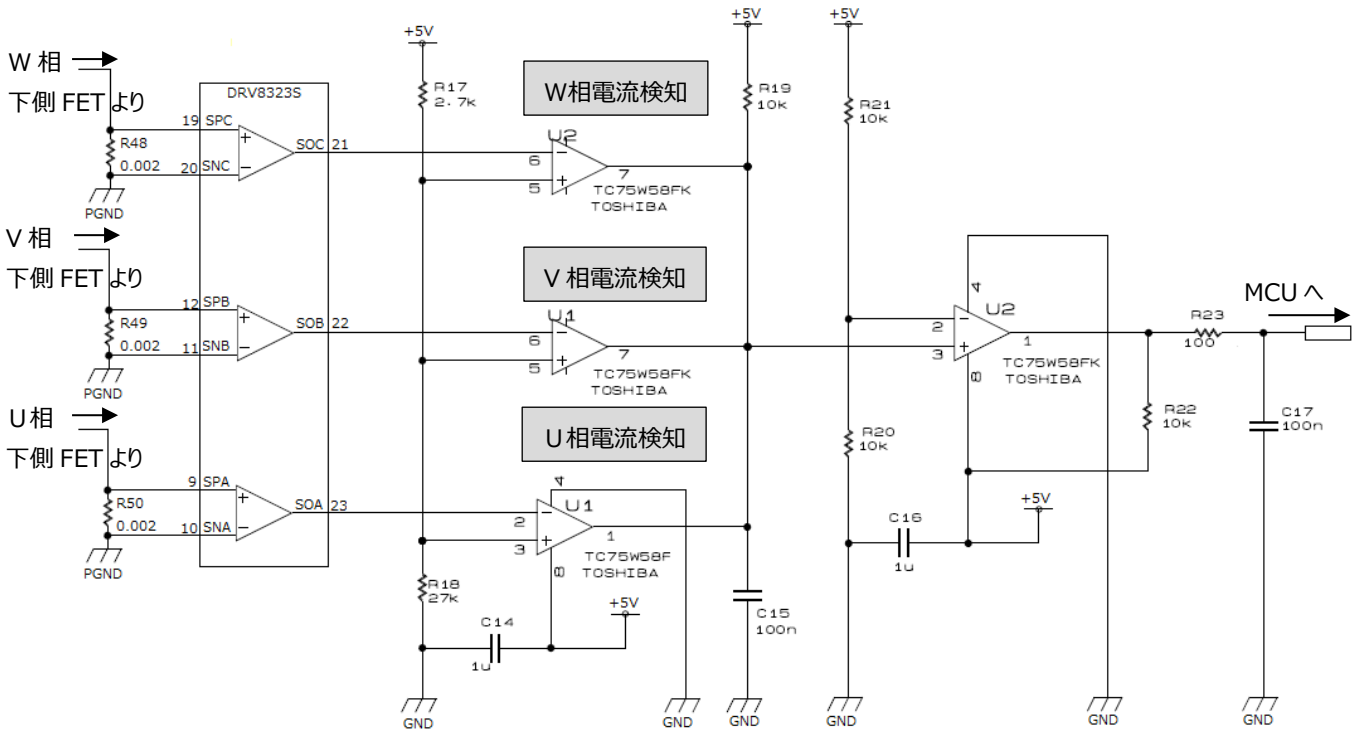 W 相
下側 FET より
R48
0.002
PGND
V 相
下側 FET より
R49
0.002
PGND
U 相
下側 FET より
R50
0.002
PGND
DRV8323S
19 SPC
20 SNC
SOC 21
12 SPB
11 SNB
SOB 22
9 SPA
10 SNA
SOA 23
+5V
R17
2.7k
R18
27k
C14
1u
GND
W相電流検知
U2
6
5
7
TC75W58FK
TOSHIBA
V 相電流検知
U1
6
5
7
TC75W58FK
TOSHIBA
U相電流検知
4
U1
2
3
1
TC75W58F
TOSHIBA
8
+5V
GND
+5V
R19
10k
C15
100n
GND
+5V
R21
10k
R20
10k
GND
4
U2
2
3
1
TC75W58FK
TOSHIBA
8
C16
1u
+5V
GND
R22
10k
R23
100
MCU へ
C17
100n
GND